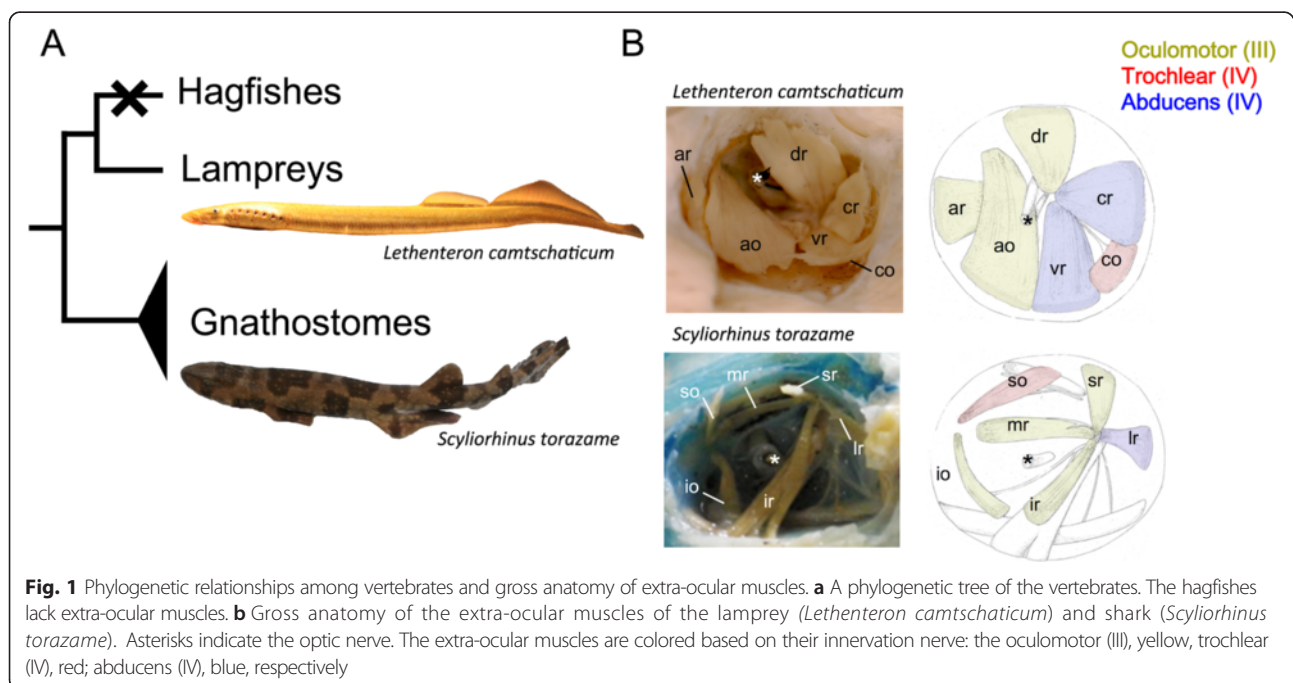 A
Hagfishes
Lampreys
Lethenteron camtschaticum
Gnathostomes
Scyliorhinus torazame
B
Oculomotor (III)
Trochlear (IV)
Abducens (IV)
Lethenteron camtschaticum
ar
dr
*
cr
ao
vr
co
dr
ar
ao
*
cr
vr
co
Scyliorhinus torazame
so
mr
sr
lr
*
io
ir
so
sr
mr
lr
*
io
ir
Fig. 1 Phylogenetic relationships among vertebrates and gross anatomy of extra-ocular muscles. a A phylogenetic tree of the vertebrates. The hagfishes
lack extra-ocular muscles. b Gross anatomy of the extra-ocular muscles of the lamprey (Lethenteron camtschaticum) and shark (Scyliorhinus
torazame). Asterisks indicate the optic nerve. The extra-ocular muscles are colored based on their innervation nerve: the oculomotor (III), yellow, trochlear
(IV), red; abducens (IV), blue, respectively